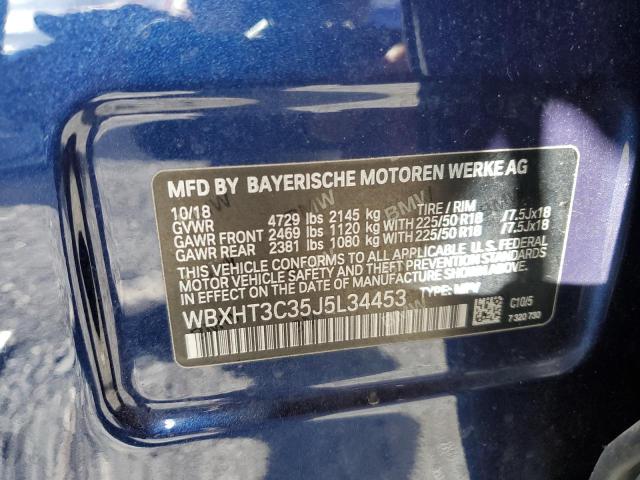 MFD BY BAYERISCHE MOTOREN WERKE AG
10/18
GVWR 4729 lbs 2145 kg TIRE / RIM
GAWR FRONT 2469 lbs 1120 kg WITH 225/50 R18 /7.5Jx18
GAWR REAR 2381 lbs 1080 kg WITH 225/50 R18 /7.5Jx18
THIS VEHICLE CONFORMS TO ALL APPLICABLE U.S. FEDERAL
MOTOR VEHICLE SAFETY AND THEFT PREVENTION STANDARDS
IN EFFECT ON THE DATE OF MANUFACTURE SHOWN ABOVE.
WBXHT3C35J5L34453 TYPE: MPV
C10/5
7 320 730